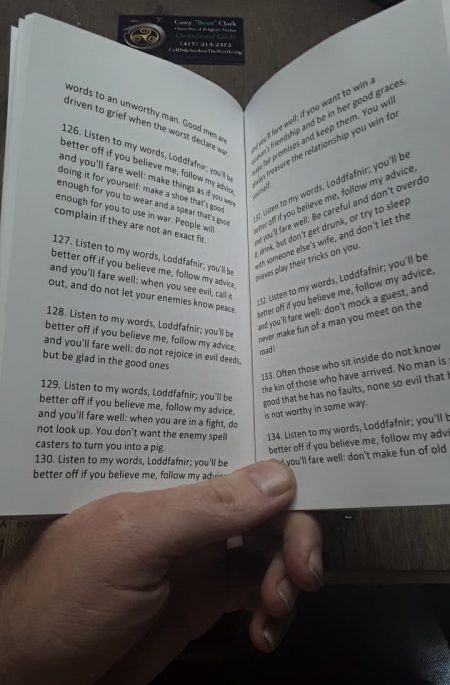 Casey "Bear" Clark
Ordained Goði
(417) 213-2372
words to an unworthy man. Good men are
driven to grief when the worst declare war.
126. Listen to my words, Loddfafnir; you'll be
better off if you believe me, follow my advice,
and you'll fare well: make things as if you were
doing it for yourself: make a shoe that's good
enough for you to wear and a spear that's good
enough for you to use in war. People will
complain if they are not an exact fit.
127. Listen to my words, Loddfafnir; you'll be
better off if you believe me, follow my advice,
and you'll fare well: when you see evil, call it
out, and do not let your enemies know peace.
128. Listen to my words, Loddfafnir; you'll be
better off if you believe me, follow my advice,
and you'll fare well: do not rejoice in evil deeds,
but be glad in the good ones
129. Listen to my words, Loddfafnir; you'll be
better off if you believe me, follow my advice,
and you'll fare well: when you are in a fight, do
not look up. You don't want the enemy spell
casters to turn you into a pig.
130. Listen to my words, Loddfafnir; you'll be
better off if you believe me, follow my advice
and you'll fare well: if you want to win a
woman's friendship and be in her good graces,
make fair promises and keep them. You will
always treasure the relationship you win for
yourself.
131. Listen to my words, Loddfafnir; you'll be
better off if you believe me, follow my advice,
and you'll fare well: Be careful and don't overdo
it, drink, but don't get drunk, or try to sleep
with someone else's wife, and don't let the
thieves play their tricks on you.
132. Listen to my words, Loddfafnir; you'll be
better off if you believe me, follow my advice,
and you'll fare well: don't mock a guest, and
never make fun of a man you meet on the
road!
133. Often those who sit inside do not know
the kin of those who have arrived. No man is
good that he has no faults, none so evil that h
is not worthy in some way.
134. Listen to my words, Loddfafnir; you'll b
better off if you believe me, follow my advi
you'll fare well: don't make fun of old